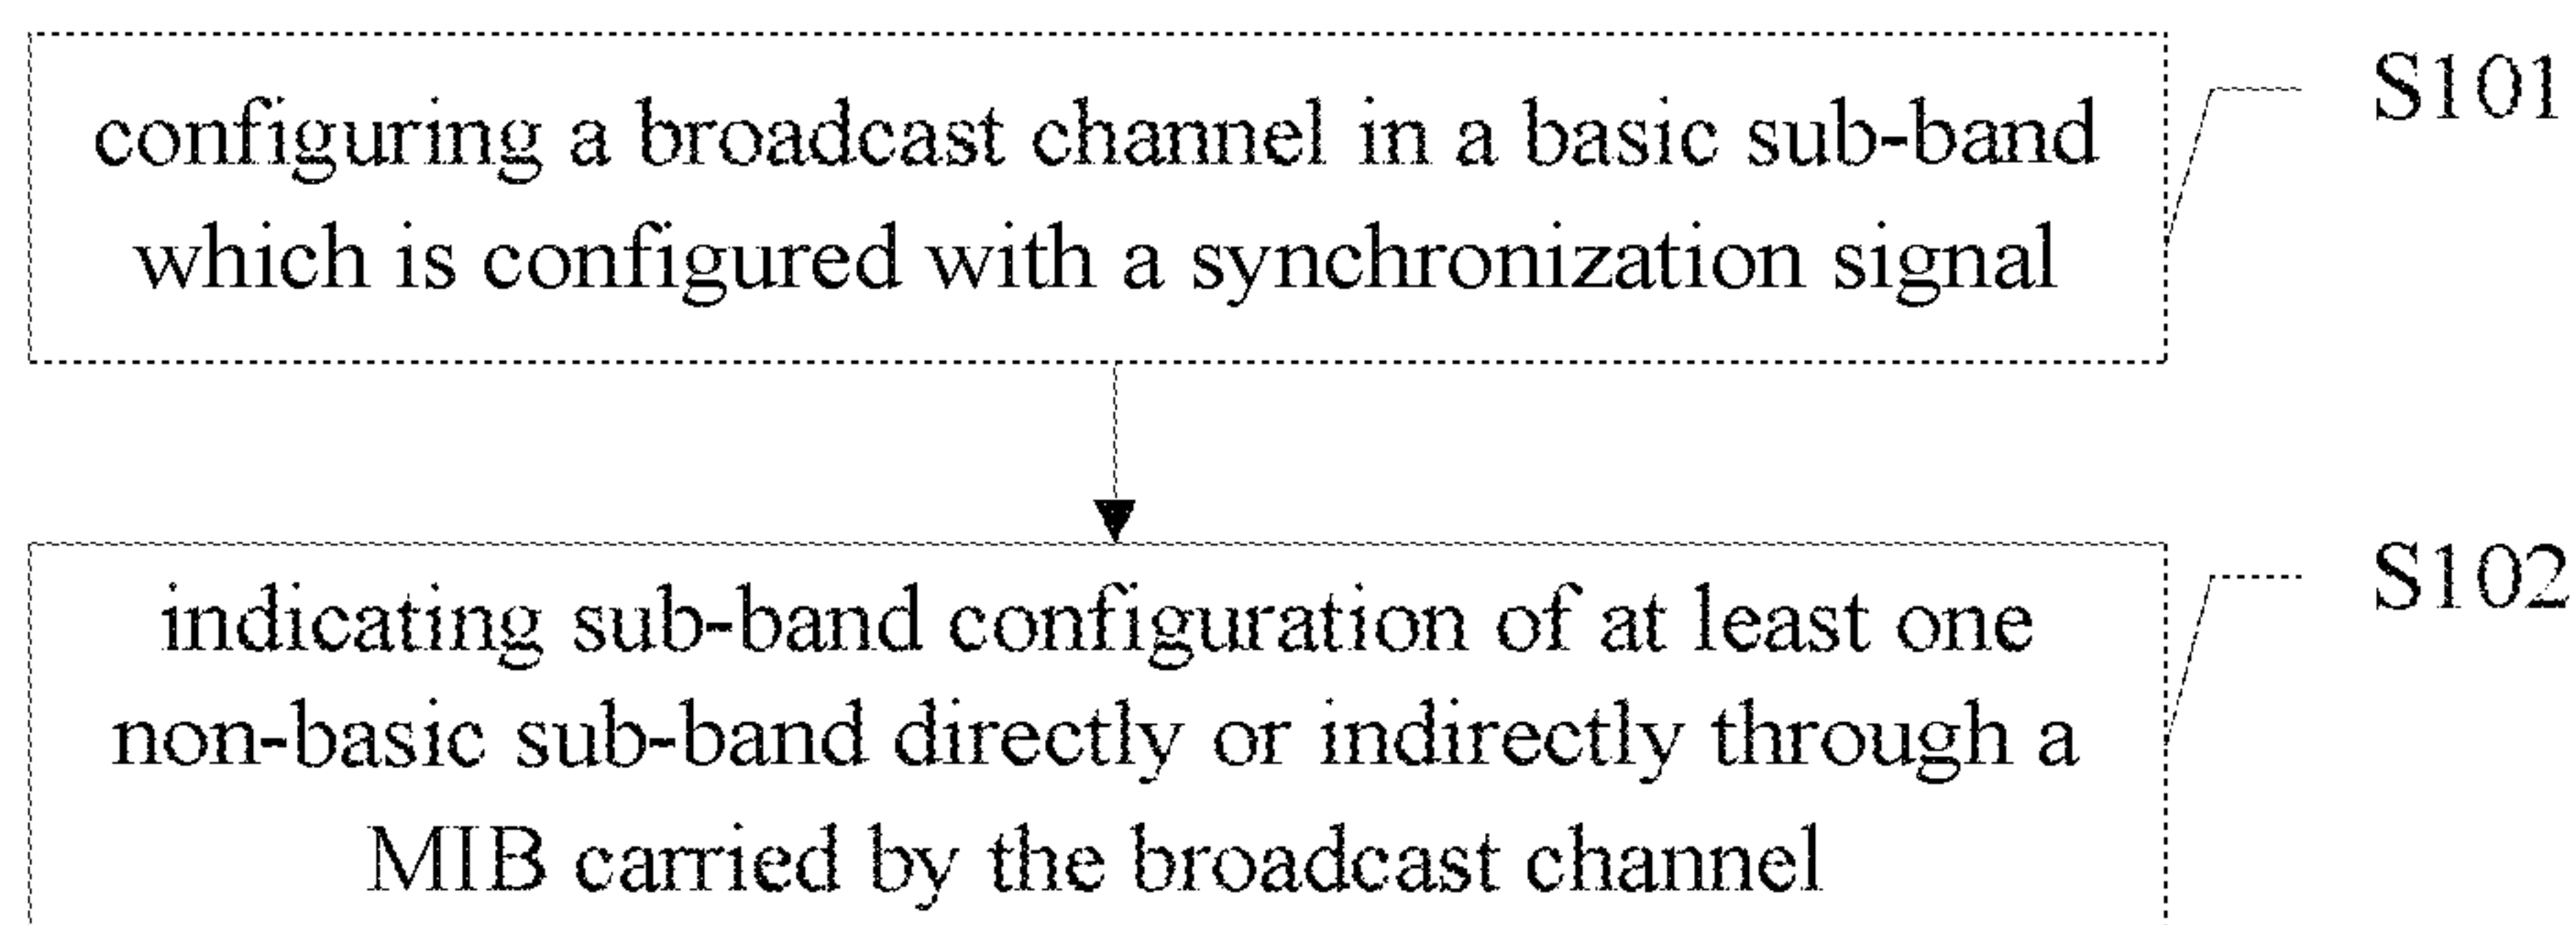 configuring a broadcast channel in a basic sub-band
which is configured with a synchronization signal
S101
indicating sub-band configuration of at least one
non-basic sub-band directly or indirectly through a
MIB carried by the broadcast channel
S102